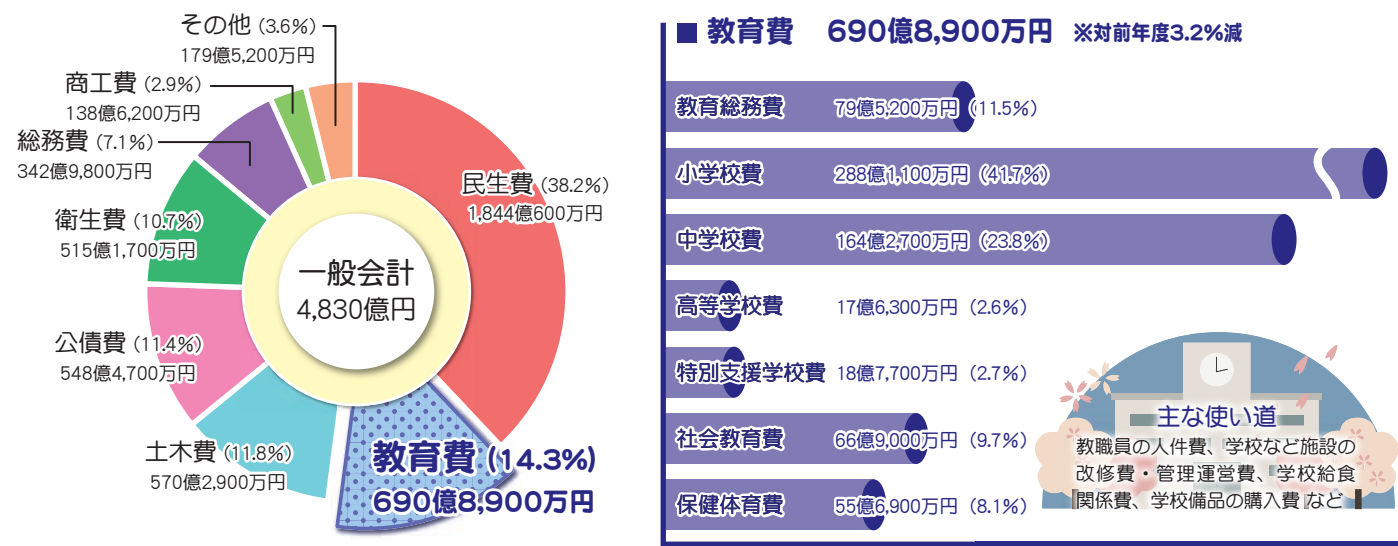 その他（3.6%）
179億5,200万円
商工費（2.9%）
138億6,200万円
総務費（7.1%）
342億9,800万円
衛生費（10.7%）
515億1,700万円
公債費（11.4%）
548億4,700万円
土木費（11.8%）
570億2,900万円
民生費（38.2%）
1,844億600万円
一般会計
4,830億円
教育費（14.3%）
690億8,900万円
■ 教育費 690億8,900万円 ※対前年度3.2%減
教育総務費 79億5,200万円（11.5%）
小学校費 288億1,100万円（41.7%）
中学校費 164億2,700万円（23.8%）
高等学校費 17億6,300万円（2.6%）
特別支援学校費 18億7,700万円（2.7%）
社会教育費 66億9,000万円（9.7%）
保健体育費 55億6,900万円（8.1%）
主な使い道
教職員の人件費、学校など施設の
改修費・管理運営費、学校給食
関係費、学校備品の購入費 など